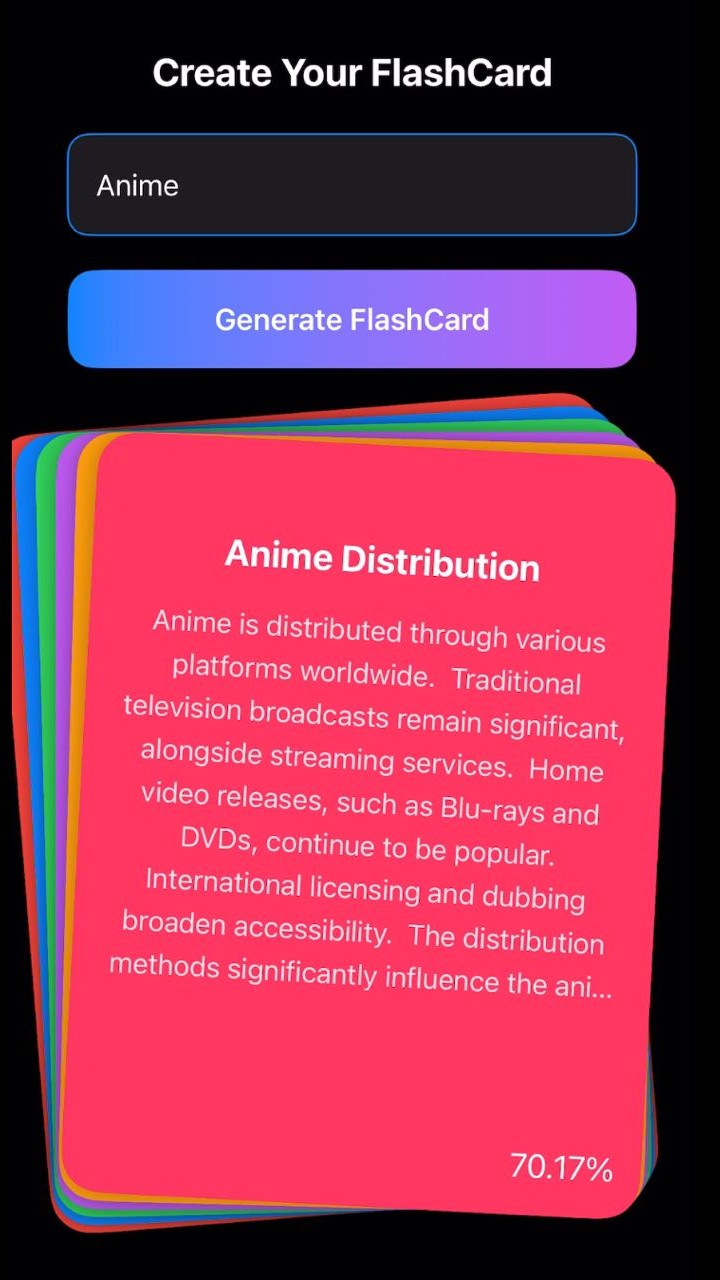 Create Your FlashCard
Anime
Generate FlashCard
Anime Distribution
Anime is distributed through various
platforms worldwide.  Traditional
television broadcasts remain significant,
alongside streaming services.  Home
video releases, such as Blu-rays and
DVDs, continue to be popular.
International licensing and dubbing
broaden accessibility.  The distribution
methods significantly influence the ani...
70.17%